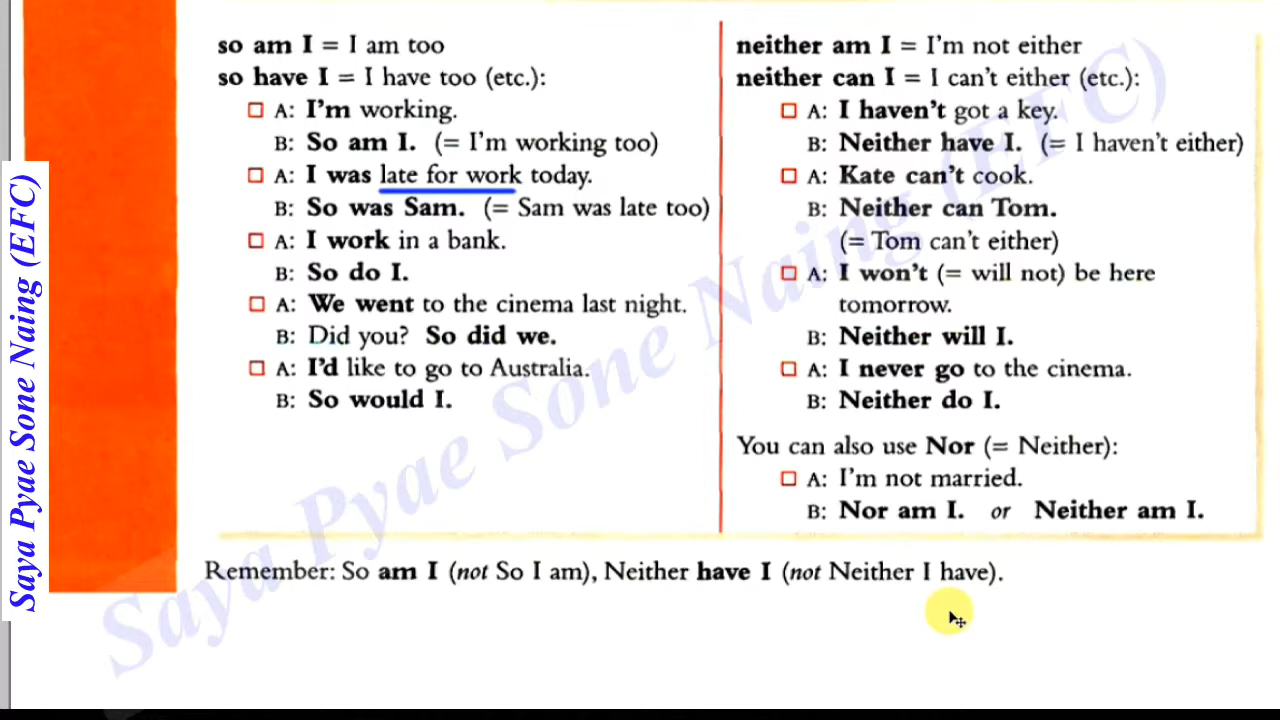 so am I = I am too
so have I = I have too (etc.):
A: I'm working.
B: So am I. (= I'm working too)
A: I was late for work today.
B: So was Sam. (= Sam was late too)
A: I work in a bank.
B: So do I.
A: We went to the cinema last night.
B: Did you? So did we.
A: I'd like to go to Australia.
B: So would I.
neither am I = I'm not either
neither can I = I can't either (etc.):
A: I haven't got a key.
B: Neither have I. (= I haven't either)
A: Kate can't cook.
B: Neither can Tom.
(= Tom can't either)
A: I won't (= will not) be here
tomorrow.
B: Neither will I.
A: I never go to the cinema.
B: Neither do I.
You can also use Nor (= Neither):
A: I'm not married.
B: Nor am I. or Neither am I.
Remember: So am I (not So I am), Neither have I (not Neither I have).
Saya Pyae Sone Naing (EFC)
Saya Pyae Sone Naing (EFC)